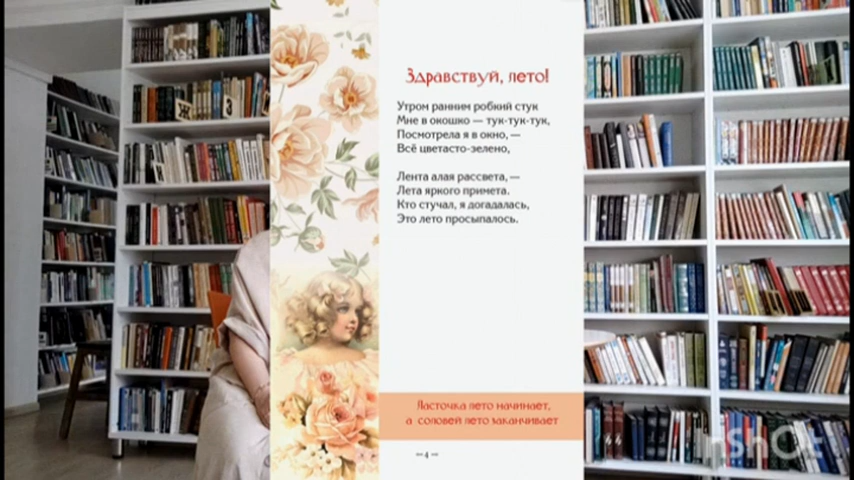 Здравствуй, лето!
Утром ранним робкий стук
Мне в окошко — тук-тук-тук,
Посмотрела я в окно, —
Всё цветасто-зелено,
Лента алая рассвета, —
Лета яркого примета.
Кто стучал, я догадалась,
Это лето просыпалось.
Ласточка лето начинает,
а соловей лето заканчивает
— 4 —
Ж З
InShOt